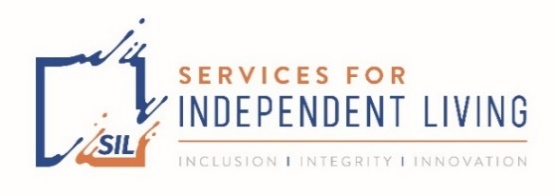 SIL
SERVICES FOR
INDEPENDENT LIVING
INCLUSION I INTEGRITY I INNOVATION